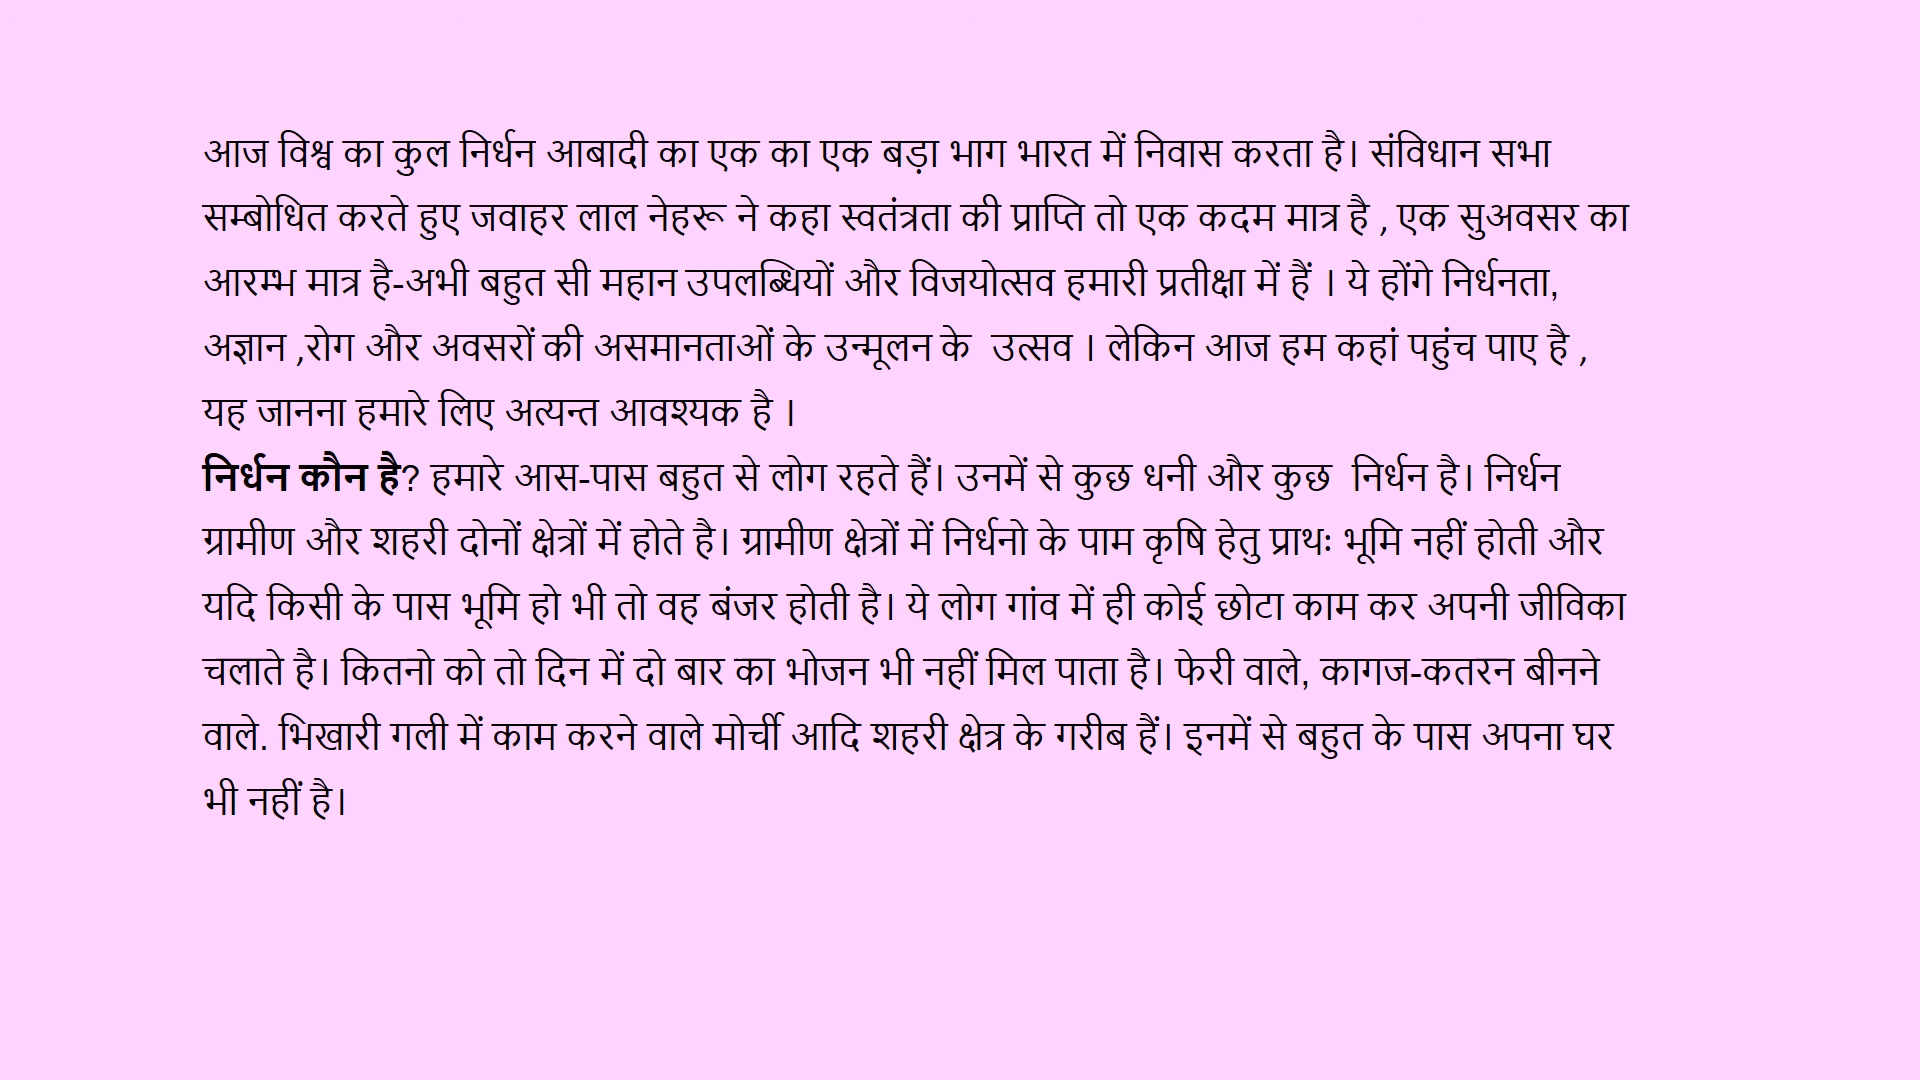 आज विश्व का कुल निर्धन आबादी का एक का एक बड़ा भाग भारत में निवास करता है। संविधान सभा
सम्बोधित करते हुए जवाहर लाल नेहरू ने कहा स्वतंत्रता की प्राप्ति तो एक कदम मात्र है , एक सुअवसर का
आरम्भ मात्र है-अभी बहुत सी महान उपलब्धियों और विजयोत्सव हमारी प्रतीक्षा में हैं । ये होंगे निर्धनता,
अज्ञान ,रोग और अवसरों की असमानताओं के उन्मूलन के  उत्सव । लेकिन आज हम कहां पहुंच पाए है ,
यह जानना हमारे लिए अत्यन्त आवश्यक है ।
निर्धन कौन है? हमारे आस-पास बहुत से लोग रहते हैं। उनमें से कुछ धनी और कुछ  निर्धन है। निर्धन
ग्रामीण और शहरी दोनों क्षेत्रों में होते है। ग्रामीण क्षेत्रों में निर्धनो के पाम कृषि हेतु प्राथः भूमि नहीं होती और
यदि किसी के पास भूमि हो भी तो वह बंजर होती है। ये लोग गांव में ही कोई छोटा काम कर अपनी जीविका
चलाते है। कितनो को तो दिन में दो बार का भोजन भी नहीं मिल पाता है। फेरी वाले, कागज-कतरन बीनने
वाले. भिखारी गली में काम करने वाले मोर्ची आदि शहरी क्षेत्र के गरीब हैं। इनमें से बहुत के पास अपना घर
भी नहीं है।